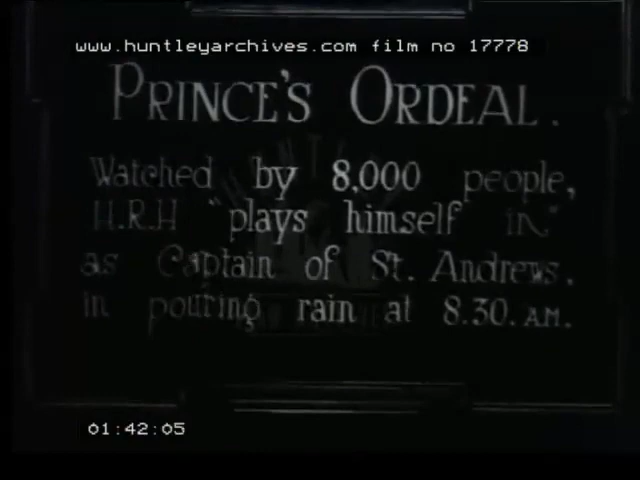 www.huntleyarchives.com film no 17778
PRINCE'S ORDEAL.
Watched by 8,000 people,
H.R.H "plays himself in"
as Captain of St. Andrews.
in pouring rain at 8.30. AM.
01:42:05